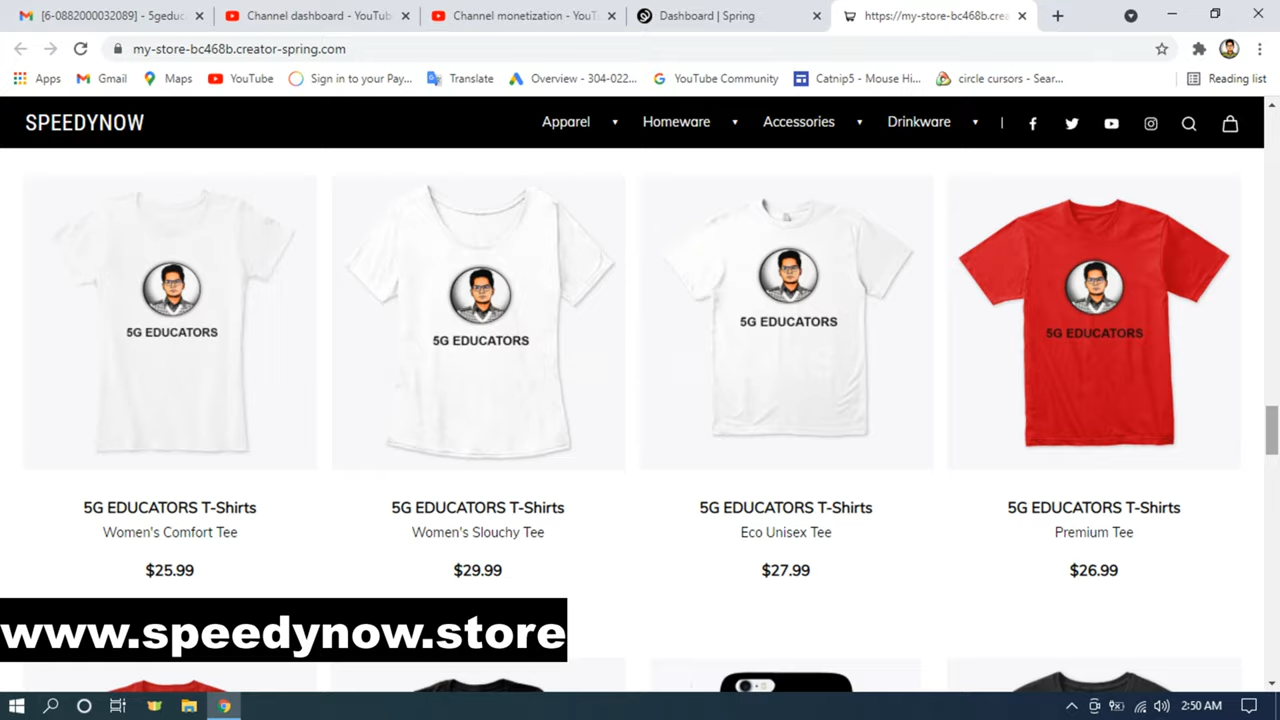 [6-0882000032089] - 5geduc
Channel dashboard - YouTub
Channel monetization - YouT
Dashboard | Spring
https://my-store-bc468b.crea
my-store-bc468b.creator-spring.com
Apps
Gmail
Maps
YouTube
Sign in to your Pay...
Translate
Overview - 304-022...
YouTube Community
Catnip5 - Mouse Hi...
circle cursors - Sear...
Reading list
SPEEDYNOW
Apparel
Homeware
Accessories
Drinkware
5G EDUCATORS
5G EDUCATORS
5G EDUCATORS
5G EDUCATORS
5G EDUCATORS T-Shirts
Women's Comfort Tee
$25.99
5G EDUCATORS T-Shirts
Women's Slouchy Tee
$29.99
5G EDUCATORS T-Shirts
Eco Unisex Tee
$27.99
5G EDUCATORS T-Shirts
Premium Tee
$26.99
www.speedynow.store
2:50 AM